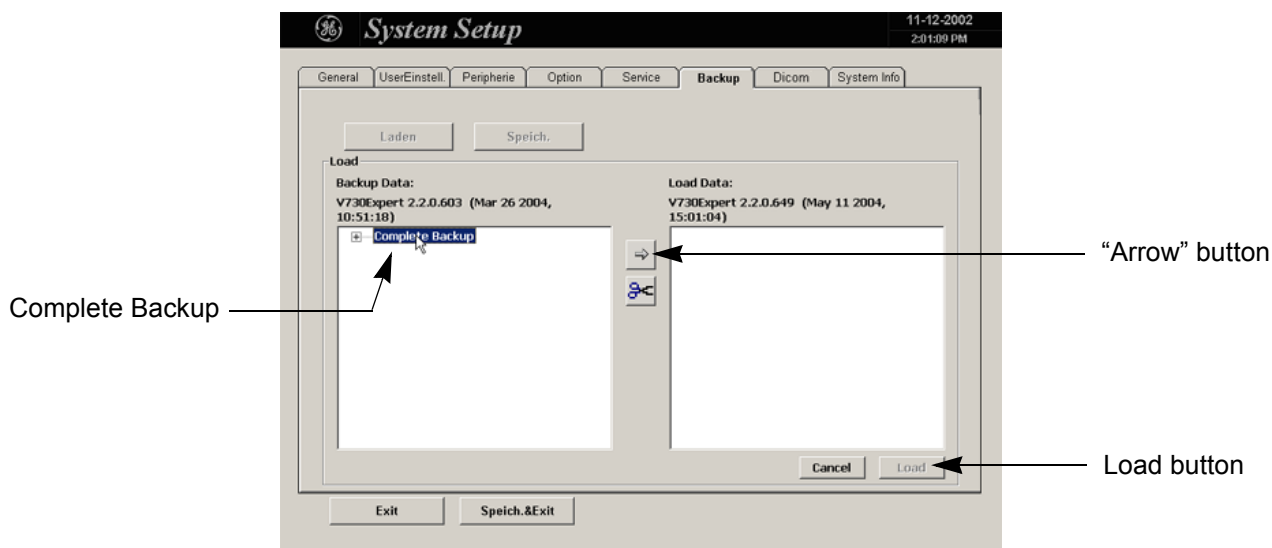 System Setup
11-12-2002
2:01:09 PM
General UserEinstell. Peripherie Option Service Backup Dicom System Info
Laden Speich.
Load
Backup Data:
V730Expert 2.2.0.603 (Mar 26 2004,
10:51:18)
Load Data:
V730Expert 2.2.0.649 (May 11 2004,
15:01:04)
Complete Backup
“Arrow” button
Complete Backup
Cancel Load
Load button
Exit Speich.&Exit